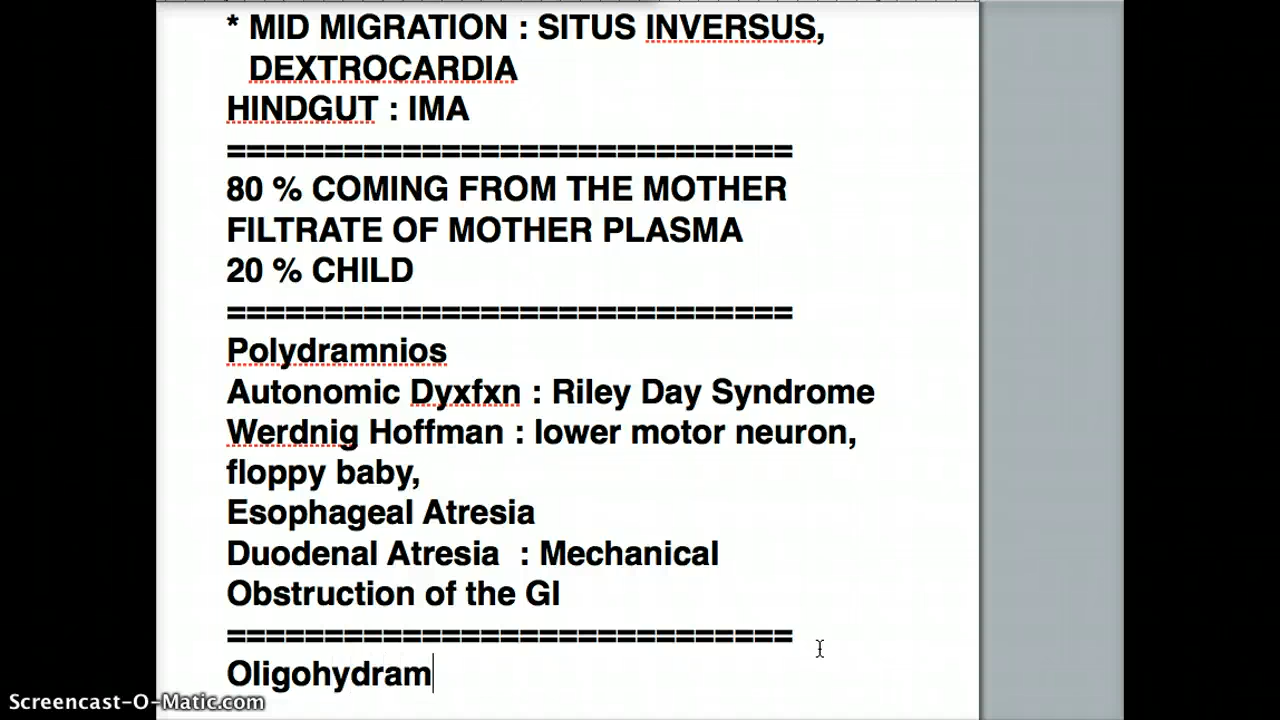 * MID MIGRATION : SITUS INVERSUS,
DEXTROCARDIA
HINDGUT : IMA
=============================
80 % COMING FROM THE MOTHER
FILTRATE OF MOTHER PLASMA
20 % CHILD
=============================
Polydramnios
Autonomic Dyxfxn : Riley Day Syndrome
Werdnig Hoffman : lower motor neuron,
floppy baby,
Esophageal Atresia
Duodenal Atresia : Mechanical
Obstruction of the GI
=============================
Oligohydram
Screencast-O-Matic.com